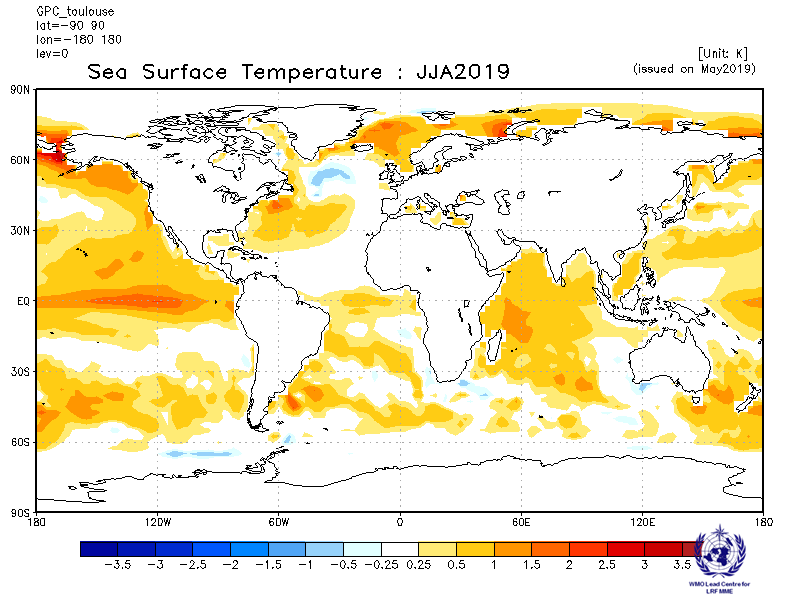 GPC_toulouse
lat=-90 90
lon=-180 180
lev=0
[Unit: K]
Sea Surface Temperature : JJA2019
(issued on May2019)
90N
60N
30N
EQ
30S
60S
90S
180 120W 60W 0 60E 120E 180
-3.5 -3 -2.5 -2 -1.5 -1 -0.5 -0.25 0.25 0.5 1 1.5 2 2.5 3 3.5
WMO Lead Centre for
LRF MME